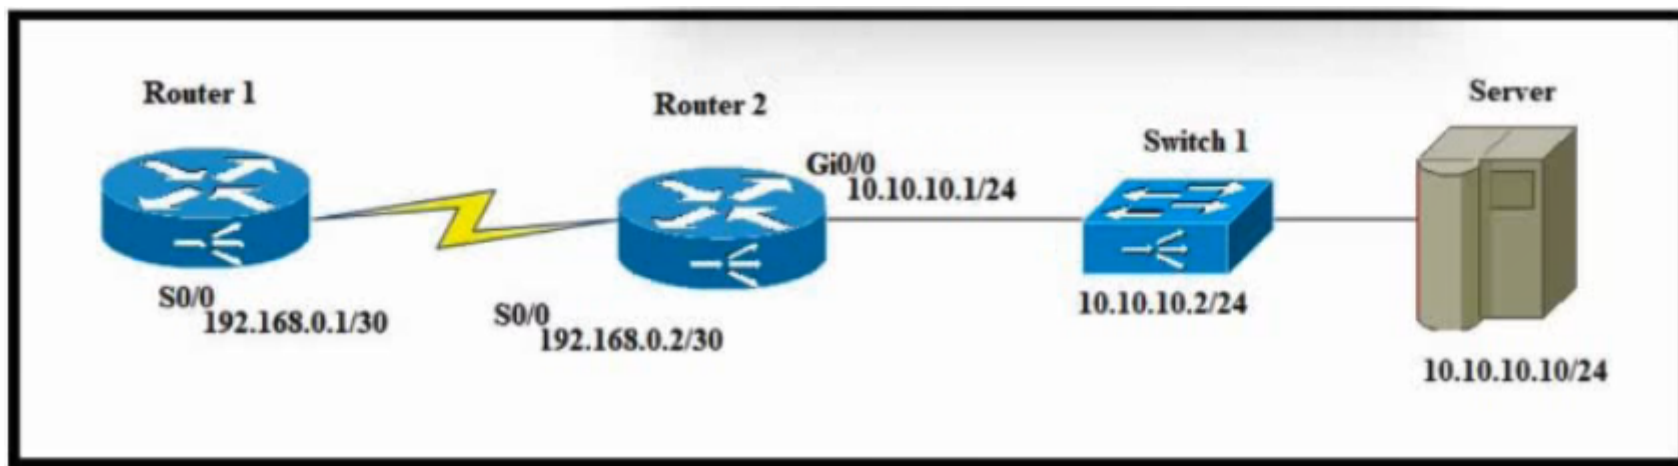 Router 1
S0/0
192.168.0.1/30
Router 2
S0/0
192.168.0.2/30
Gi0/0
10.10.10.1/24
Switch 1
10.10.10.2/24
Server
10.10.10.10/24